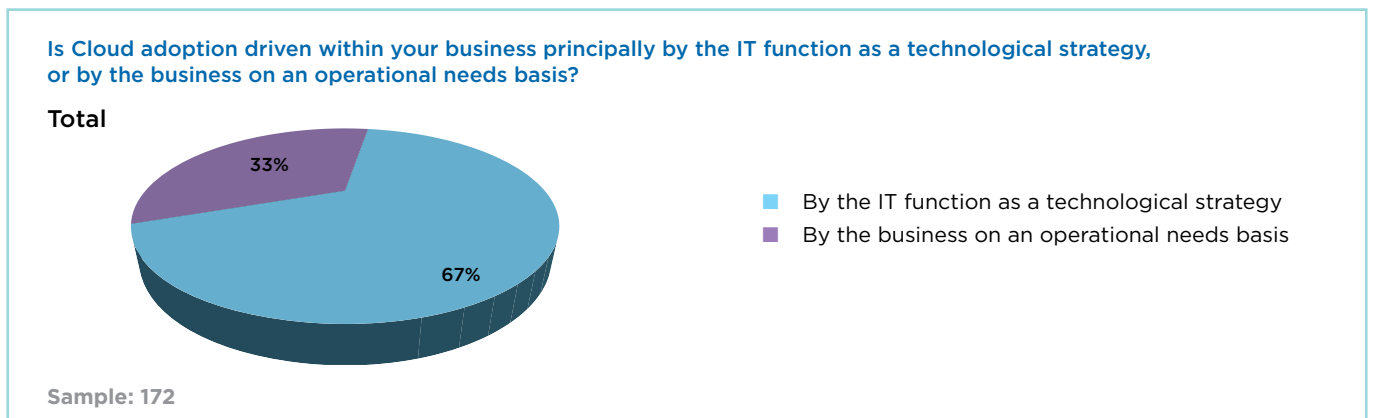 Is Cloud adoption driven within your business principally by the IT function as a technological strategy,
or by the business on an operational needs basis?
Total
33%
67%
By the IT function as a technological strategy
By the business on an operational needs basis
Sample: 172